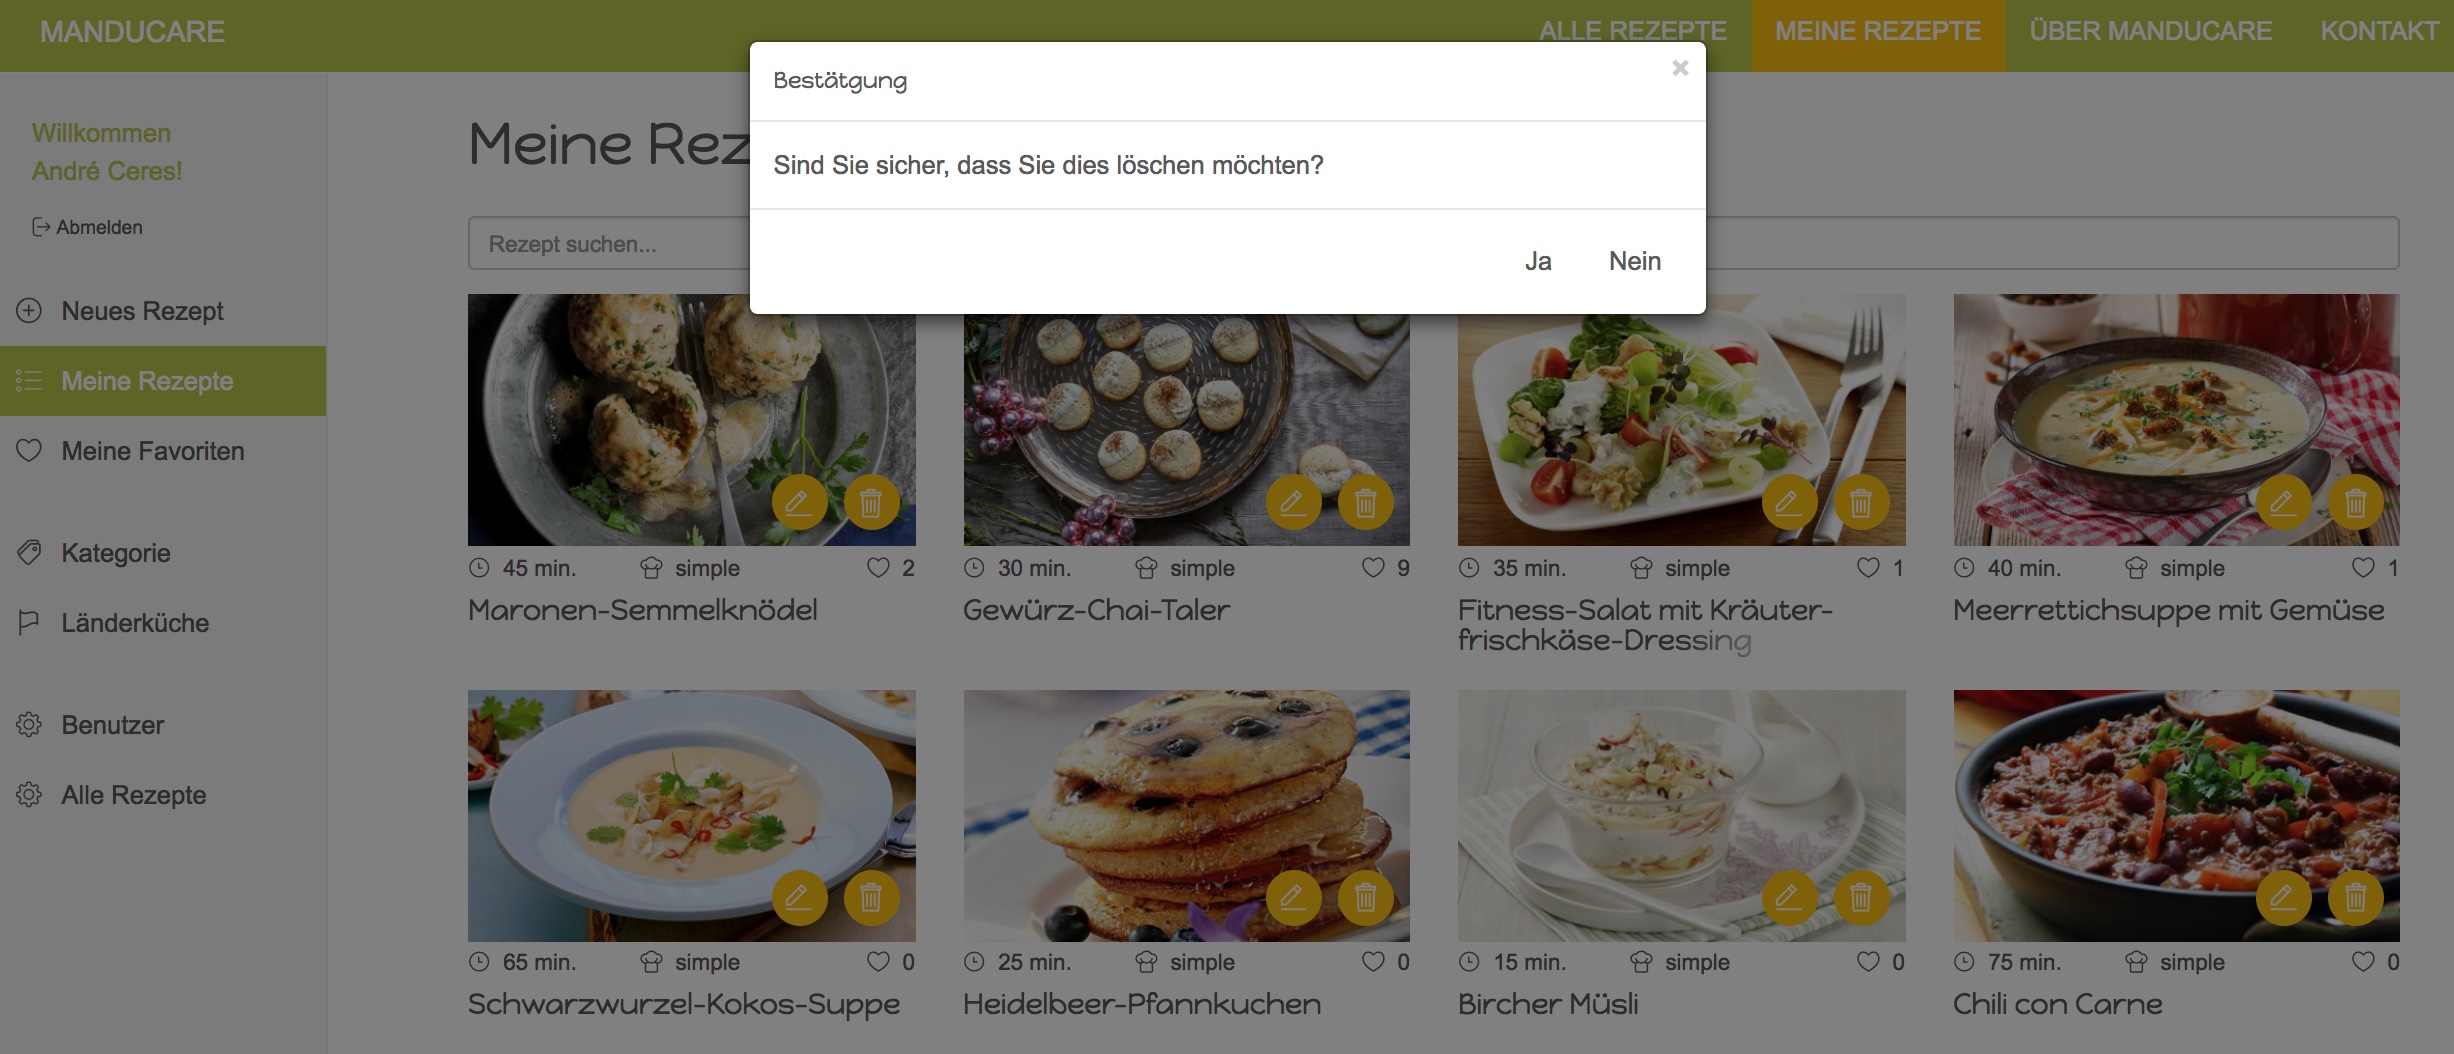 MANDUCARE
ALLE REZEPTE
MEINE REZEPTE
ÜBER MANDUCARE
KONTAKT
Bestätgung
×
Sind Sie sicher, dass Sie dies löschen möchten?
Ja
Nein
Willkommen
André Ceres!
Abmelden
Neues Rezept
Meine Rezepte
Meine Favoriten
Kategorie
Länderküche
Benutzer
Alle Rezepte
Meine Rez
Rezept suchen...
45 min. simple 2
Maronen-Semmelknödel
30 min. simple 9
Gewürz-Chai-Taler
35 min. simple 1
Fitness-Salat mit Kräuter-
frischkäse-Dressing
40 min. simple 1
Meerrettichsuppe mit Gemüse
65 min. simple 0
Schwarzwurzel-Kokos-Suppe
25 min. simple 0
Heidelbeer-Pfannkuchen
15 min. simple 0
Bircher Müsli
75 min. simple 0
Chili con Carne